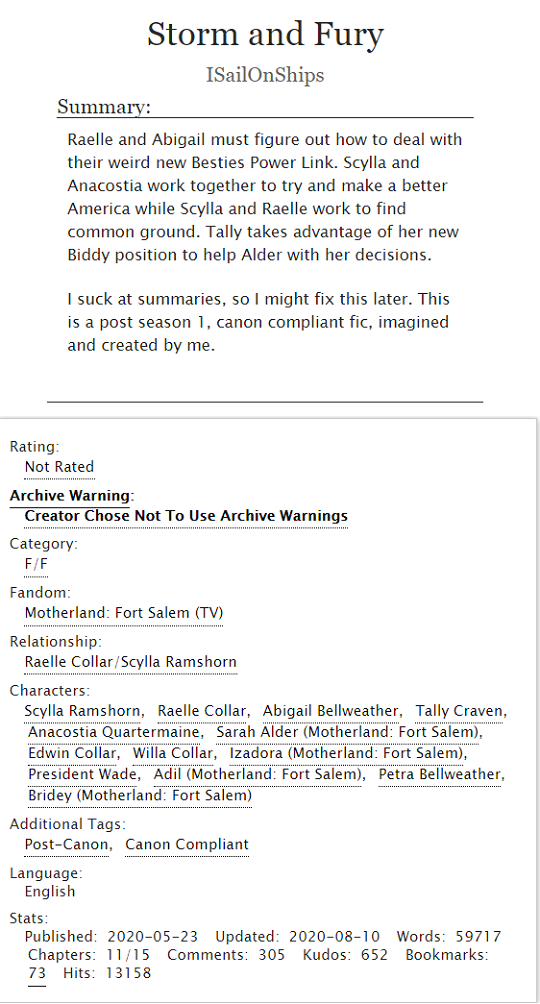 Storm and Fury
ISailOnShips
Summary:
Raelle and Abigail must figure out how to deal with
their weird new Besties Power Link. Scylla and
Anacostia work together to try and make a better
America while Scylla and Raelle work to find
common ground. Tally takes advantage of her new
Biddy position to help Alder with her decisions.
I suck at summaries, so I might fix this later. This
is a post season 1, canon compliant fic, imagined
and created by me.
Rating:
Not Rated
Archive Warning:
Creator Chose Not To Use Archive Warnings
Category:
F/F
Fandom:
Motherland: Fort Salem (TV)
Relationship:
Raelle Collar/Scylla Ramshorn
Characters:
Scylla Ramshorn, Raelle Collar, Abigail Bellweather, Tally Craven,
Anacostia Quartermaine, Sarah Alder (Motherland: Fort Salem),
Edwin Collar, Willa Collar, Izadora (Motherland: Fort Salem),
President Wade, Adil (Motherland: Fort Salem), Petra Bellweather,
Bridey (Motherland: Fort Salem)
Additional Tags:
Post-Canon, Canon Compliant
Language:
English
Stats:
Published: 2020-05-23 Updated: 2020-08-10 Words: 59717
Chapters: 11/15 Comments: 305 Kudos: 652 Bookmarks:
73 Hits: 13158